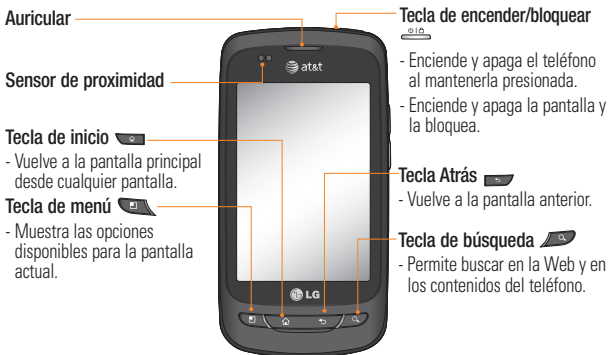 Auricular
Sensor de proximidad
Tecla de inicio
- Vuelve a la pantalla principal
desde cualquier pantalla.
Tecla de menú
- Muestra las opciones
disponibles para la pantalla
actual.
at&t
LG
Tecla de encender/bloquear
- Enciende y apaga el teléfono
al mantenerla presionada.
- Enciende y apaga la pantalla y
la bloquea.
Tecla Atrás
- Vuelve a la pantalla anterior.
Tecla de búsqueda
- Permite buscar en la Web y en
los contenidos del teléfono.